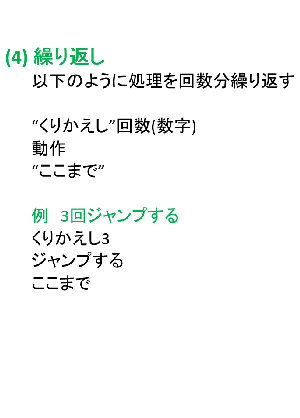 (4) 繰り返し
以下のように処理を回数分繰り返す
“くりかえし”回数(数字)
動作
“ここまで”
例　3回ジャンプする
くりかえし3
ジャンプする
ここまで